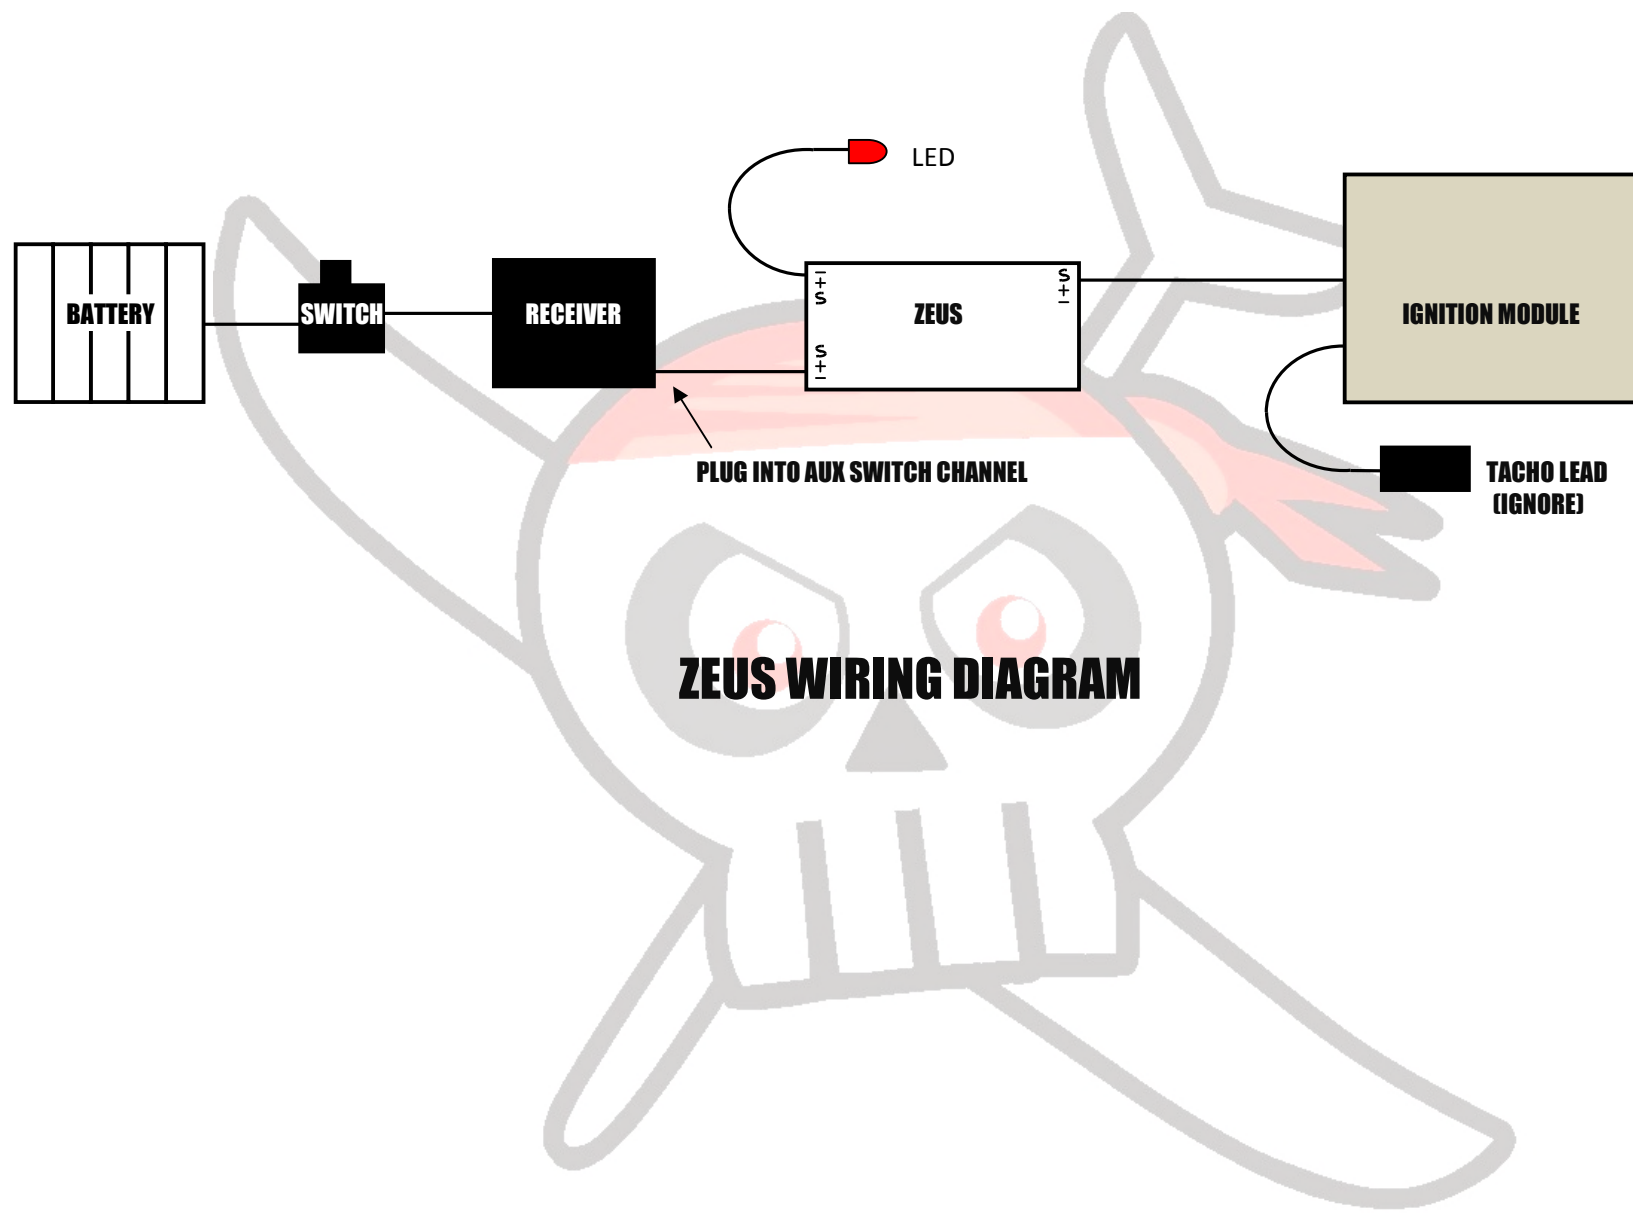 LED
BATTERY
SWITCH
RECEIVER
−
+
S
S
+
−
ZEUS
S
+
−
IGNITION MODULE
PLUG INTO AUX SWITCH CHANNEL
TACHO LEAD
(IGNORE)
ZEUS WIRING DIAGRAM